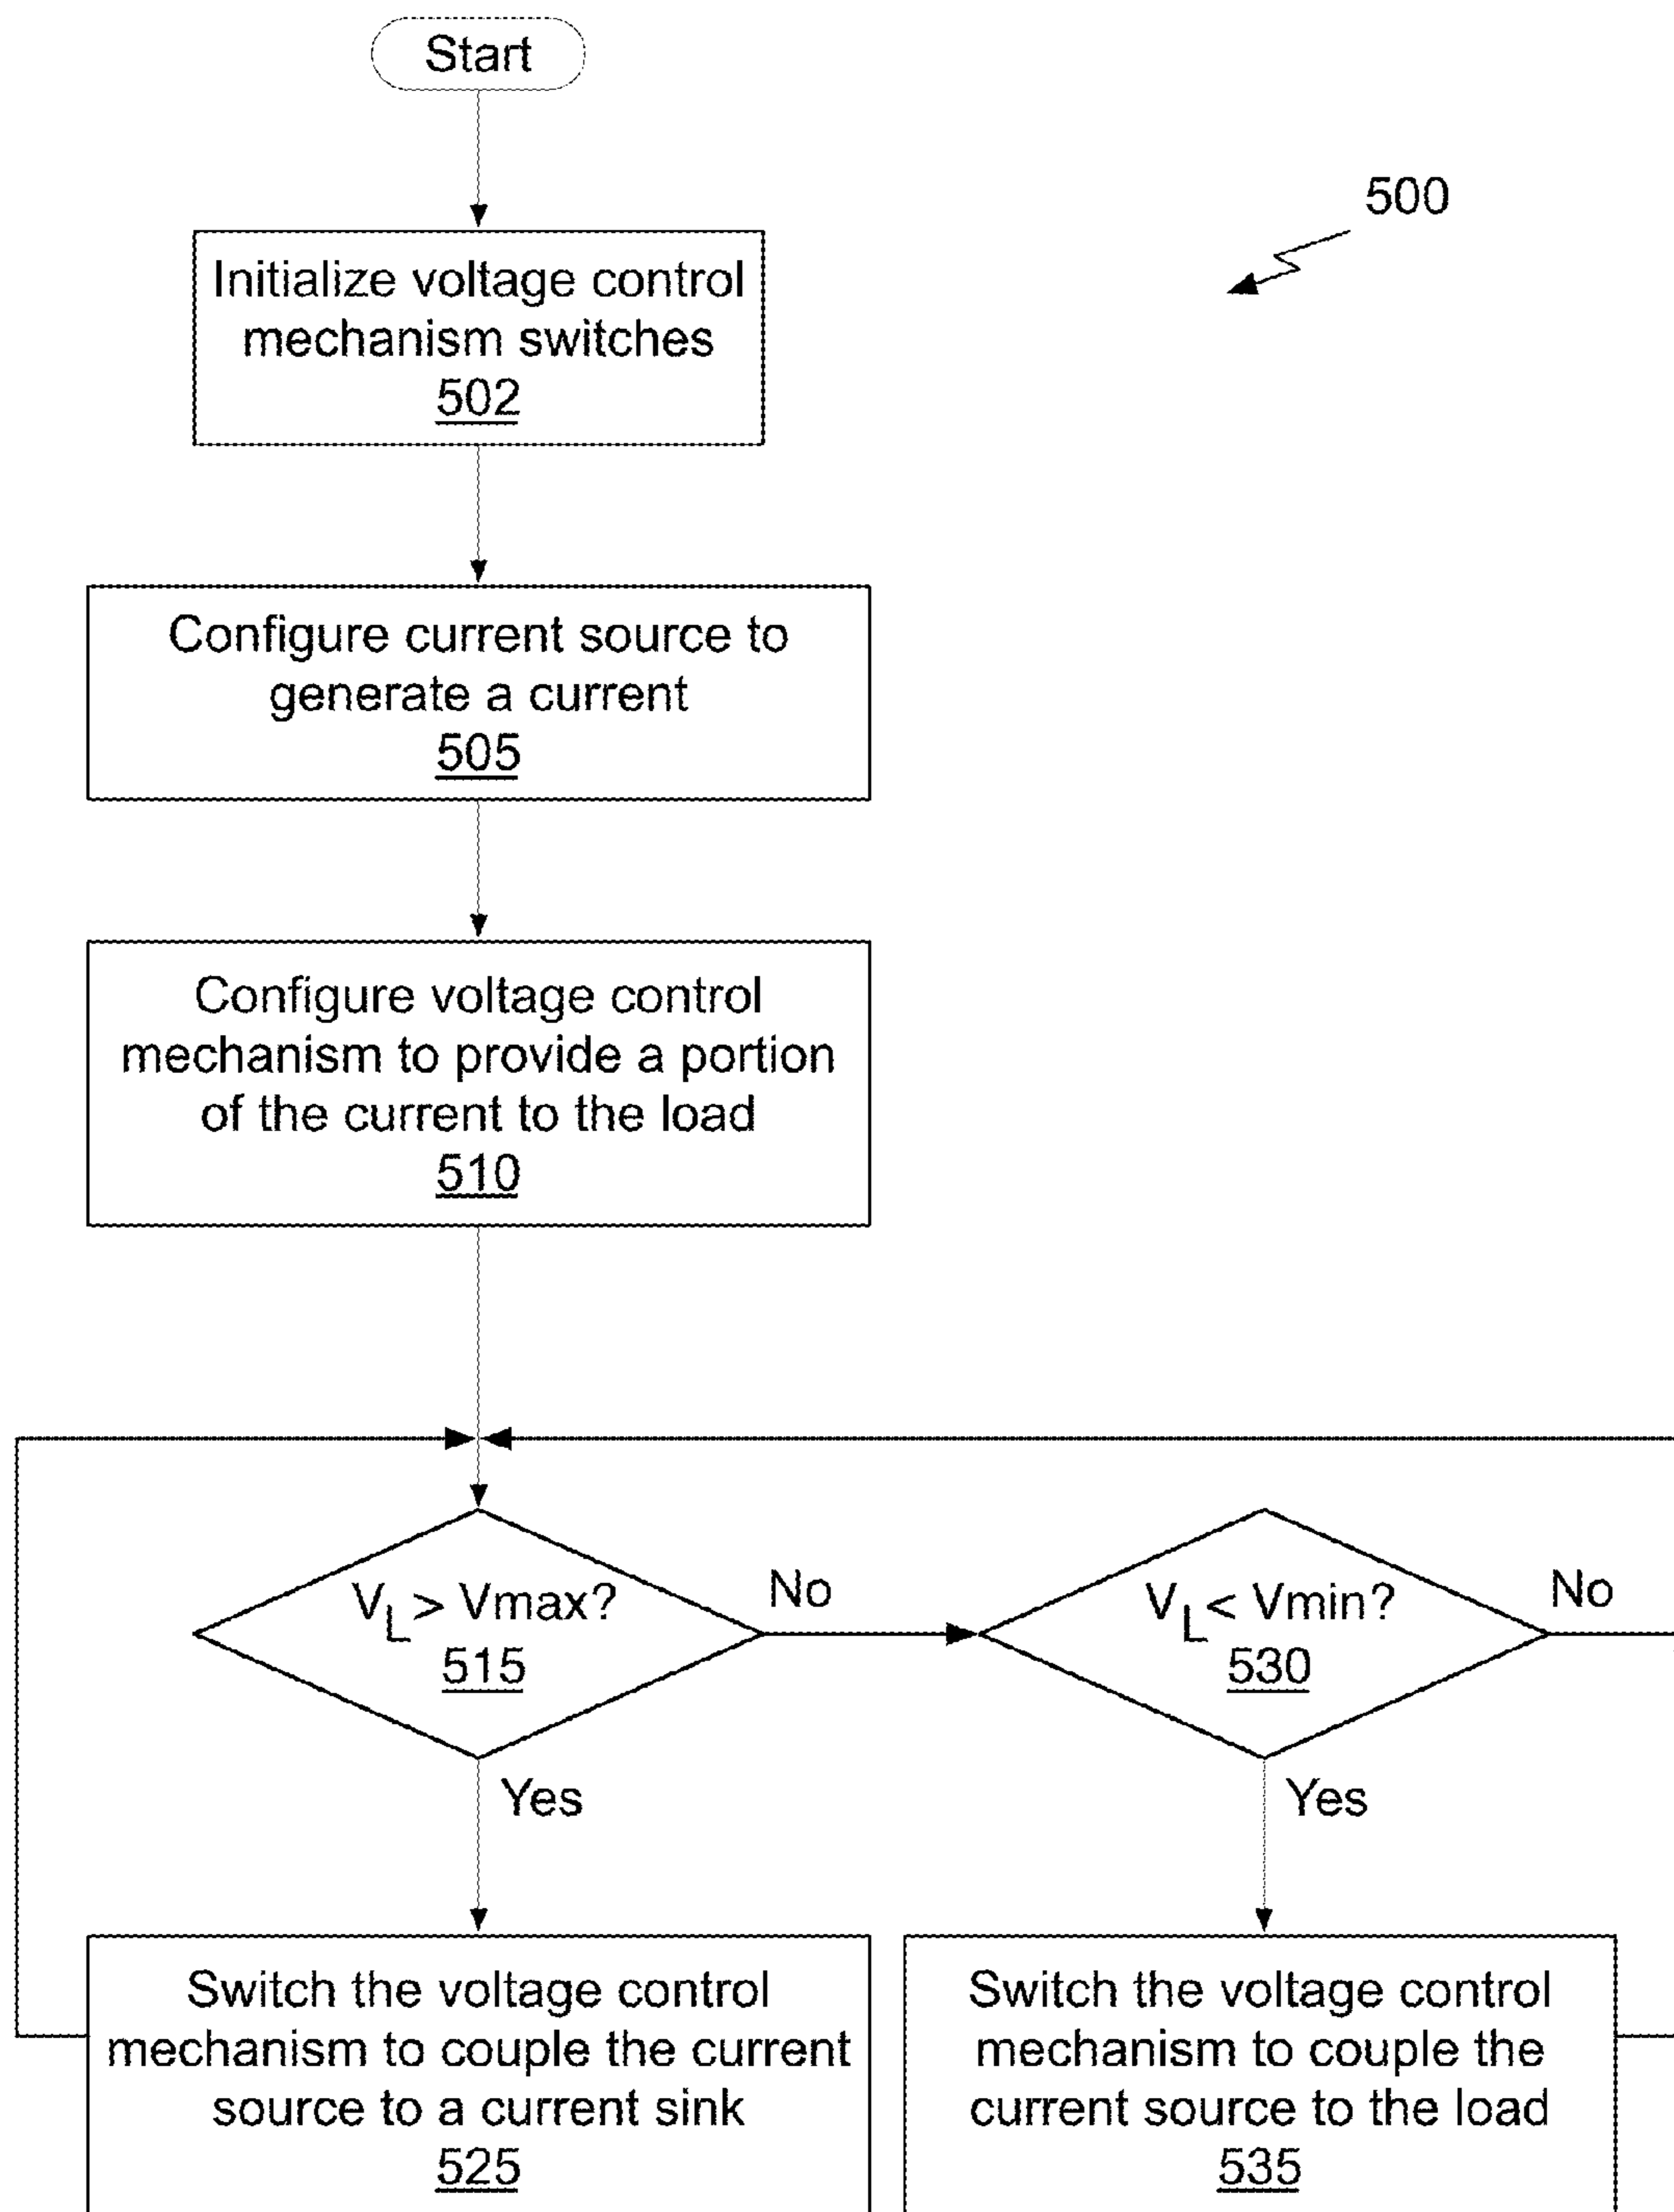 Start
500
Initialize voltage control
mechanism switches
502
Configure current source to
generate a current
505
Configure voltage control
mechanism to provide a portion
of the current to the load
510
VL > Vmax?
515
No
VL < Vmin?
530
No
Yes
Yes
Switch the voltage control
mechanism to couple the current
source to a current sink
525
Switch the voltage control
mechanism to couple the
current source to the load
535